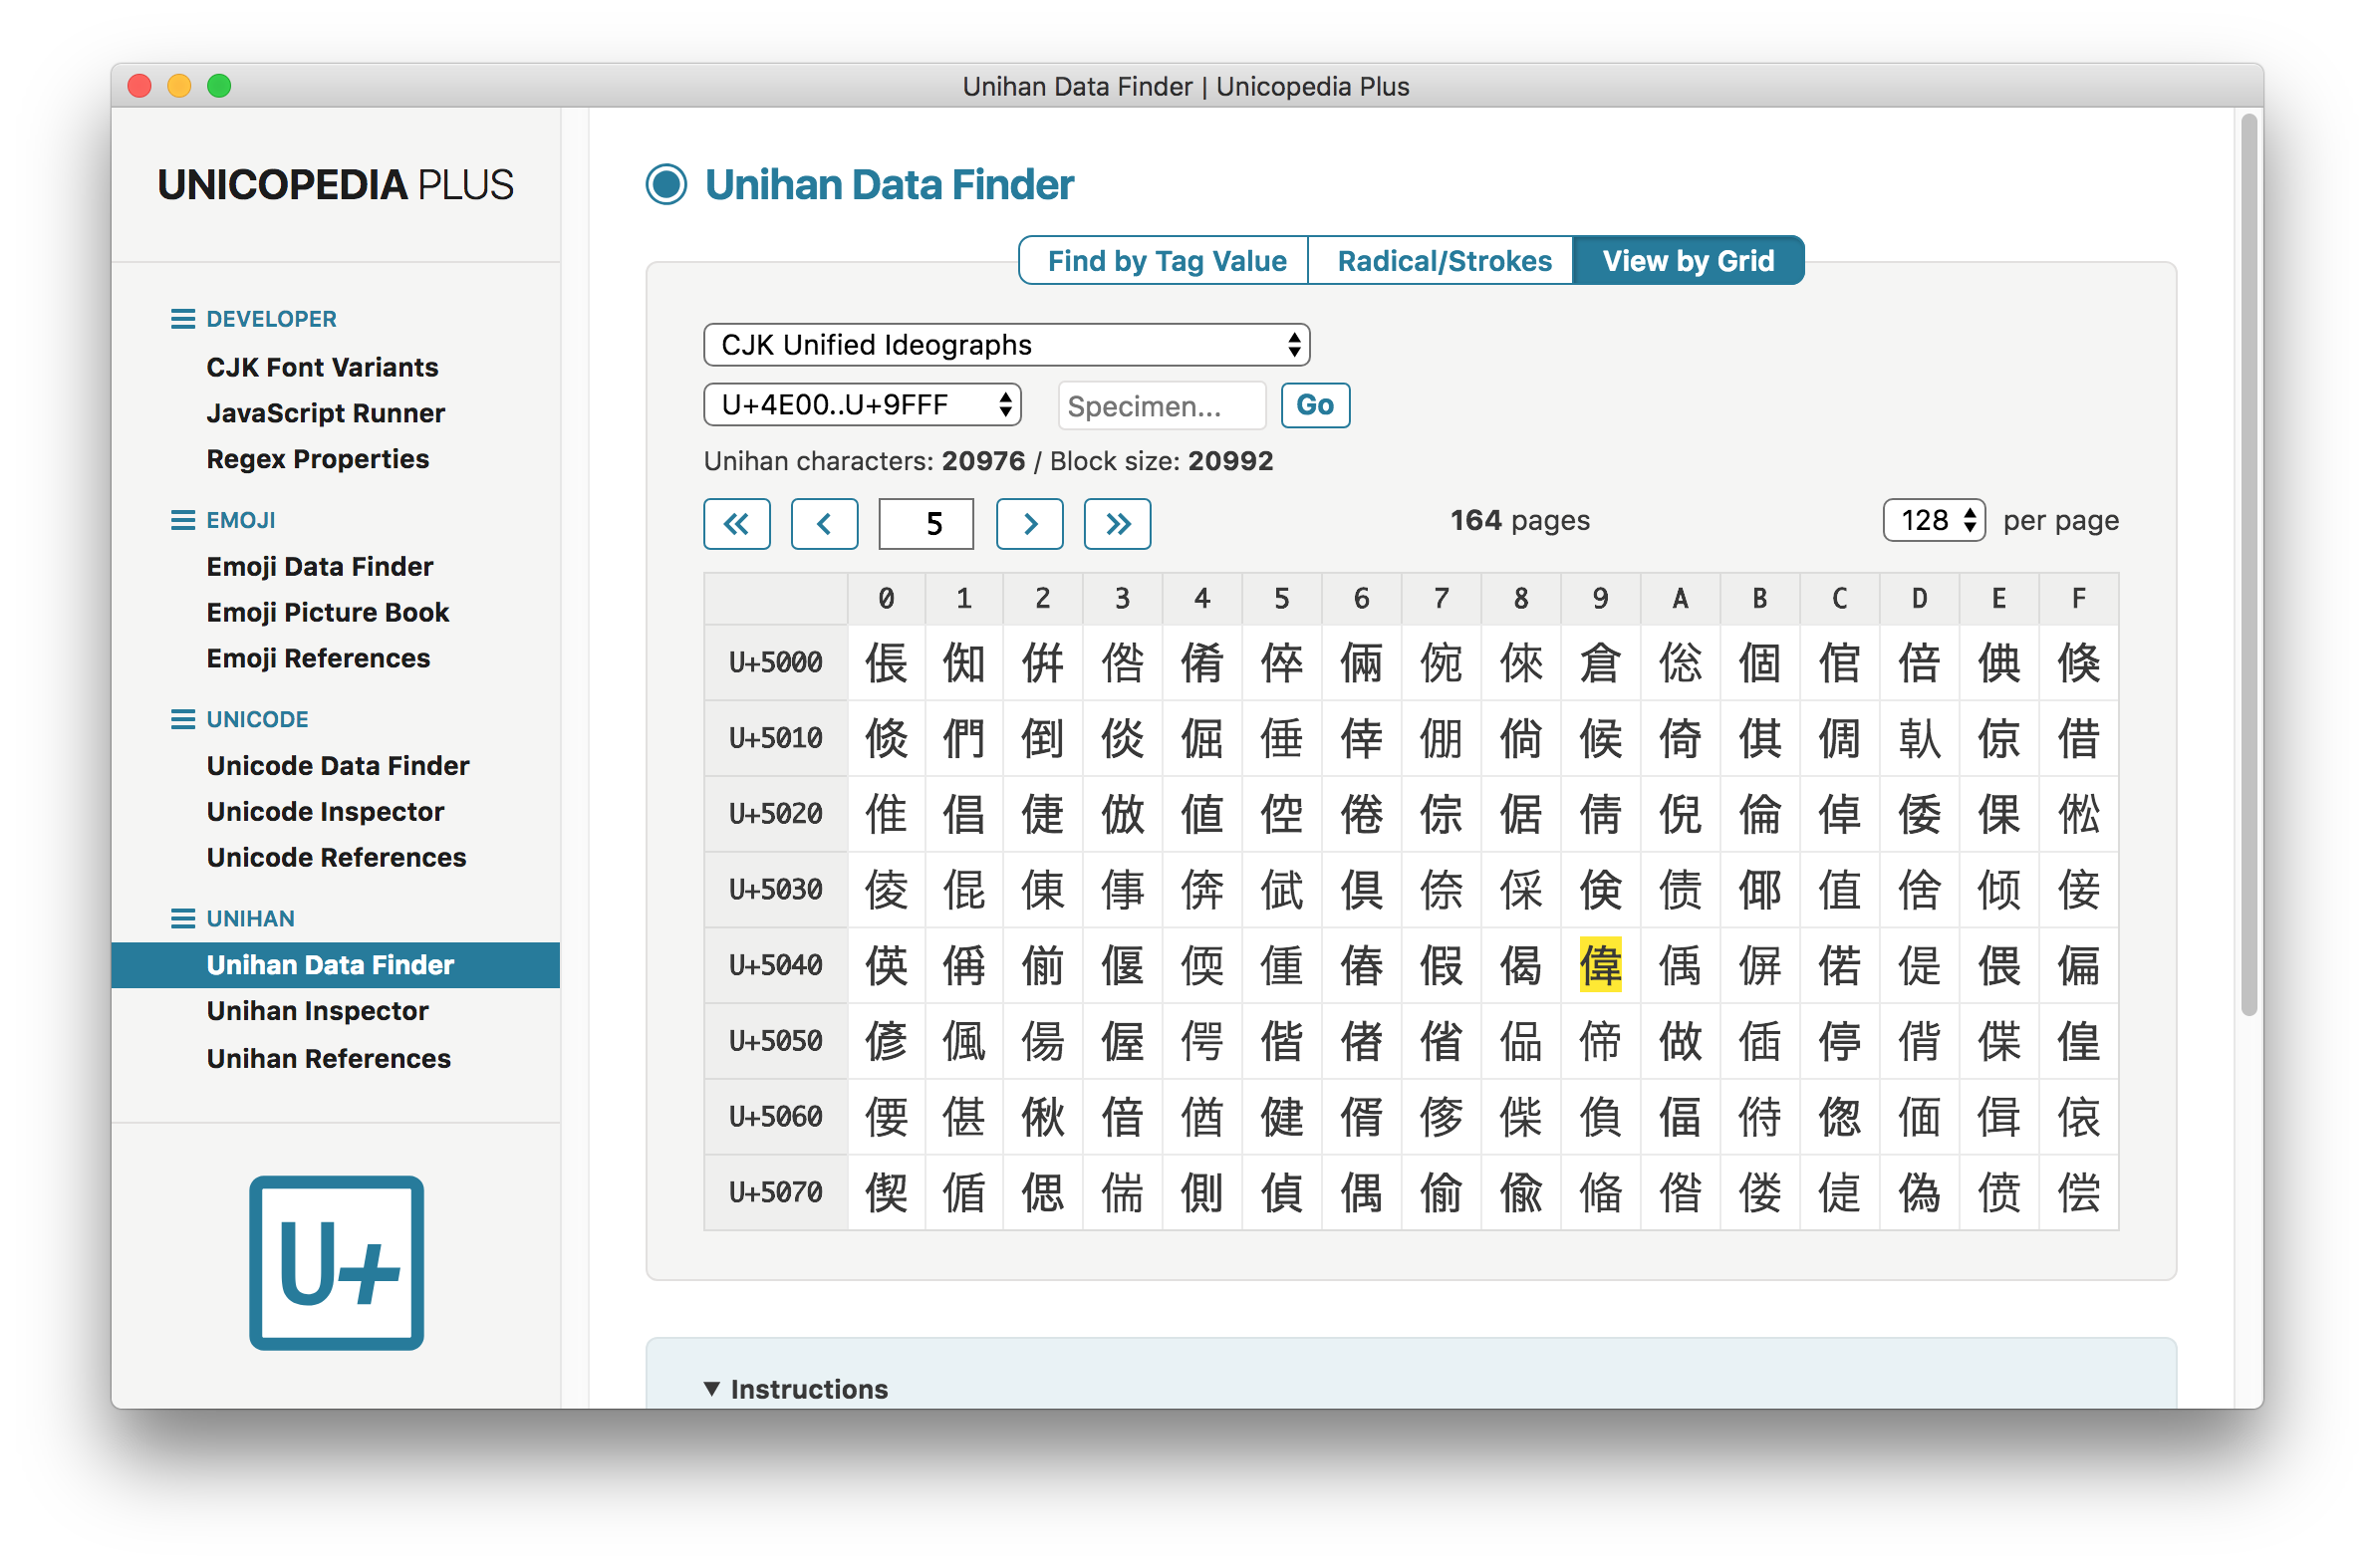 Unihan Data Finder | Unicopedia Plus
UNICOPEDIA PLUS
DEVELOPER
CJK Font Variants
JavaScript Runner
Regex Properties
EMOJI
Emoji Data Finder
Emoji Picture Book
Emoji References
UNICODE
Unicode Data Finder
Unicode Inspector
Unicode References
UNIHAN
Unihan Data Finder
Unihan Inspector
Unihan References
U+
Unihan Data Finder
Find by Tag Value Radical/Strokes View by Grid
CJK Unified Ideographs
U+4E00..U+9FFF Specimen... Go
Unihan characters: 20976 / Block size: 20992
« ‹ 5 › » 164 pages 128 per page
0 1 2 3 4 5 6 7 8 9 A B C D E F
U+5000 倀 倁 倂 倃 倄 倅 倆 倇 倈 倉 倊 個 倌 倍 倎 倏
U+5010 倐 們 倒 倓 倔 倕 倖 倗 倘 候 倚 倛 倜 倝 倞 借
U+5020 倠 倡 倢 倣 値 倥 倦 倧 倨 倩 倪 倫 倬 倭 倮 倯
U+5030 倰 倱 倲 倳 倴 倵 倶 倷 倸 倹 债 倻 值 倽 倾 倿
U+5040 偀 偁 偂 偃 偄 偅 偆 假 偈 偉 偊 偋 偌 偍 偎 偏
U+5050 偐 偑 偒 偓 偔 偕 偖 偗 偘 偙 做 偛 停 偝 偞 偟
U+5060 偠 偡 偢 偣 偤 健 偦 偧 偨 偩 偪 偫 偬 偭 偮 偯
U+5070 偰 偱 偲 偳 側 偵 偶 偷 偸 偹 偺 偻 偼 偽 偾 偿
▼ Instructions